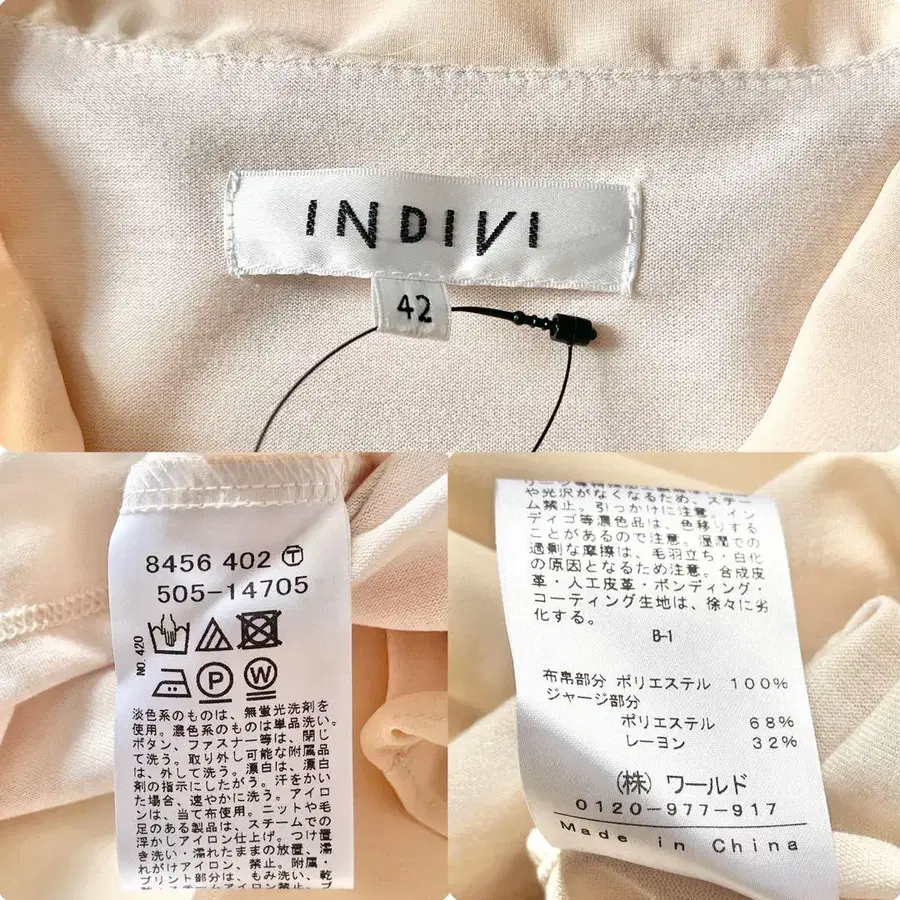 INDIVI
42
8456 402 Ⓣ
505-14705
NO. 420
P W
淡色系のものは、無蛍光洗剤を
使用。濃色系のものは単品洗い。
ボタン、ファスナー等は、閉じ
て洗う。取り外し可能な附属品
は、外して洗う。漂白は、漂白
剤の指示にしたがう。汗をかい
た場合、速やかに洗う。アイロ
ンは、当て布使用。ニットや毛
足のある製品は、スチームでの
浮かしアイロン仕上げ。つけ置
き洗い・濡れたままの放置、濡
れがけアイロン、禁止。附属・
プリント部分は、もみ洗い、乾
や光沢がなくなるため、スチー
ム禁止。引っかけに注意。イン
ディゴ等濃色品は、色移りする
ことがあるので注意。湿潤での
過剰な摩擦は、毛羽立ち・白化
の原因となるため注意。合成皮
革・人工皮革・ボンディング・
コーティング生地は、徐々に劣
化する。
B-1
布帛部分 ポリエステル 100%
ジャージ部分
ポリエステル 68%
レーヨン 32%
(株) ワールド
0120-977-917
Made in China